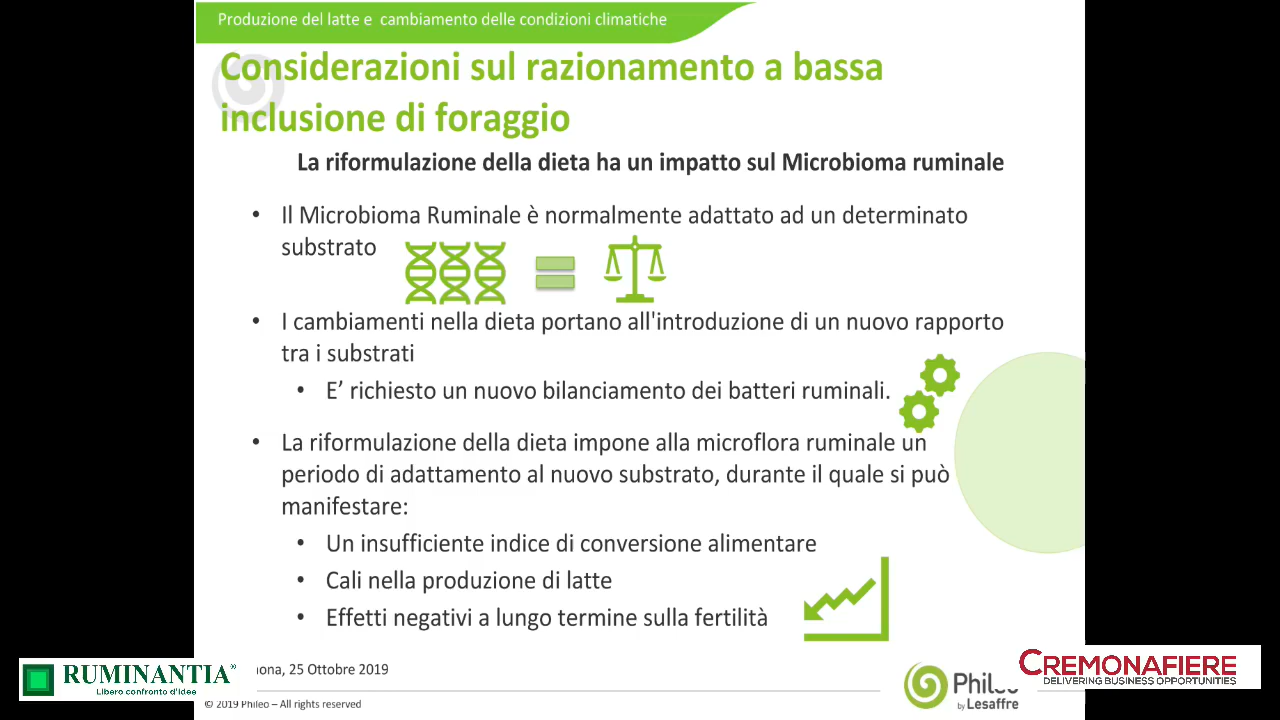 Produzione del latte e cambiamento delle condizioni climatiche
Considerazioni sul razionamento a bassa
inclusione di foraggio
La riformulazione della dieta ha un impatto sul Microbioma ruminale
• Il Microbioma Ruminale è normalmente adattato ad un determinato
substrato
• I cambiamenti nella dieta portano all'introduzione di un nuovo rapporto
tra i substrati
• E’ richiesto un nuovo bilanciamento dei batteri ruminali.
• La riformulazione della dieta impone alla microflora ruminale un
periodo di adattamento al nuovo substrato, durante il quale si può
manifestare:
• Un insufficiente indice di conversione alimentare
• Cali nella produzione di latte
• Effetti negativi a lungo termine sulla fertilità
RUMINANTIA®
Libero confronto d'Idee
25 Ottobre 2019
© 2019 Phileo – All rights reserved
Phileo
by Lesaffre
CREMONAFIERE
DELIVERING BUSINESS OPPORTUNITIES